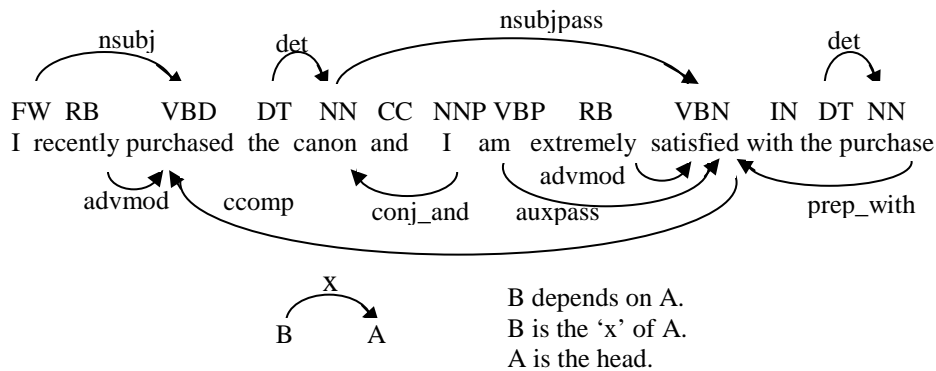 nsubj det nsubjpass det
FW RB VBD DT NN CC NNP VBP RB VBN IN DT NN
I recently purchased the canon and I am extremely satisfied with the purchase
advmod ccomp conj_and auxpass advmod prep_with
x
B A
B depends on A.
B is the ‘x’ of A.
A is the head.